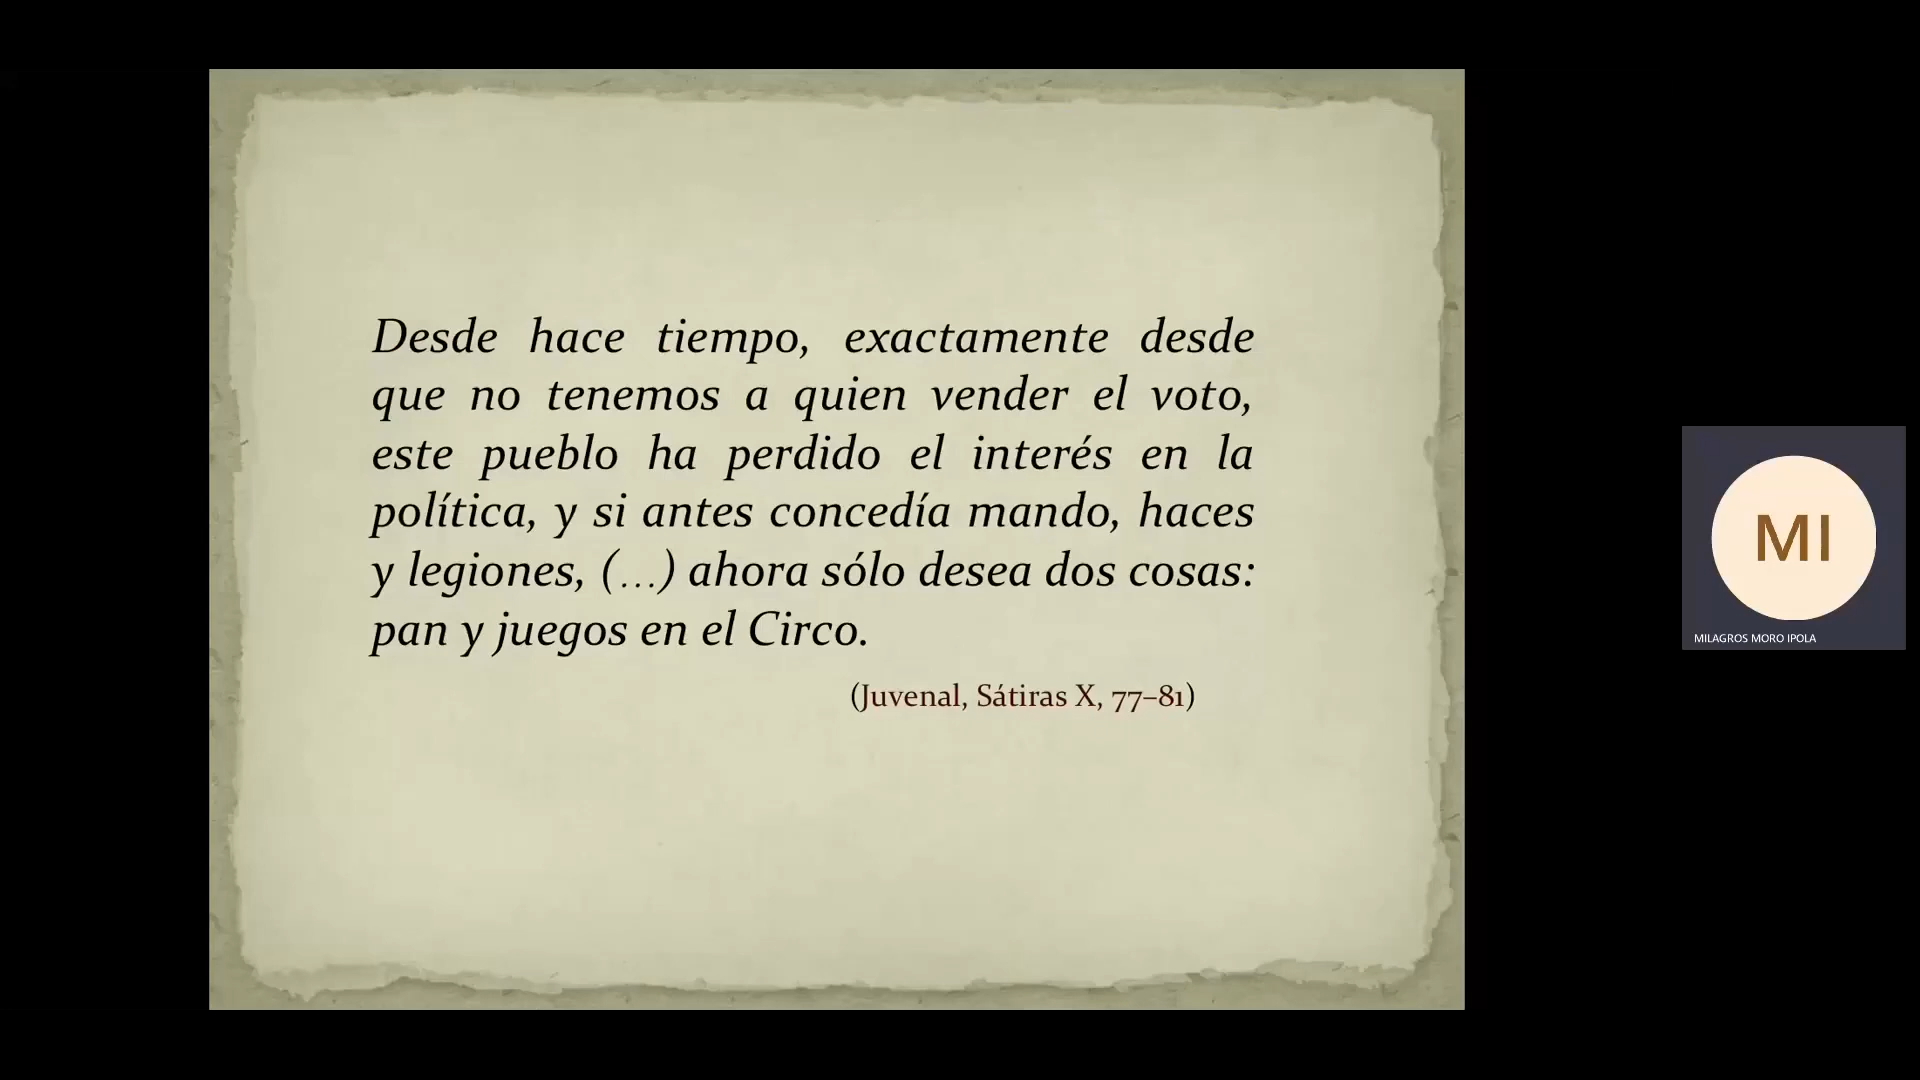 Desde hace tiempo, exactamente desde
que no tenemos a quien vender el voto,
este pueblo ha perdido el interés en la
política, y si antes concedía mando, haces
y legiones, (...) ahora sólo desea dos cosas:
pan y juegos en el Circo.
(Juvenal, Sátiras X, 77–81)
MI
MILAGROS MORO IPOLA